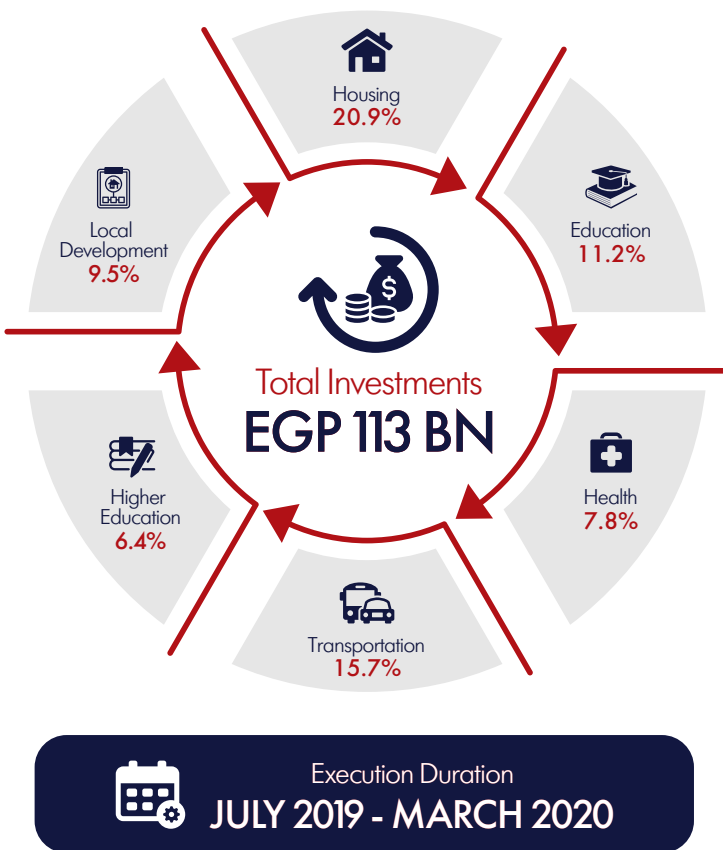 Housing
20.9%
Education
11.2%
Health
7.8%
Transportation
15.7%
Higher
Education
6.4%
Local
Development
9.5%
$
Total Investments
EGP 113 BN
Execution Duration
JULY 2019 - MARCH 2020